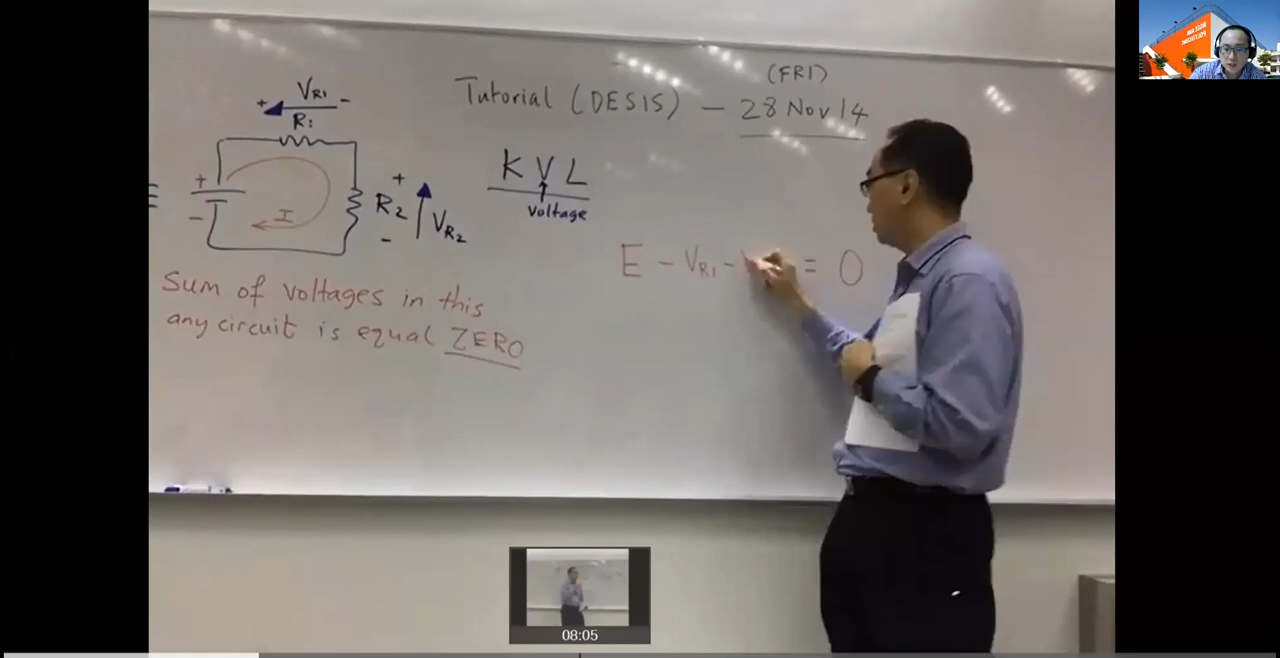 Tutorial (DESIS) – 28 Nov 14
(FRI)
VR1
+ -
R1
+
-
I
+
R2
-
VR2
KVL
voltage
E - VR1 - = 0
Sum of voltages in this
any circuit is equal ZERO
08:05